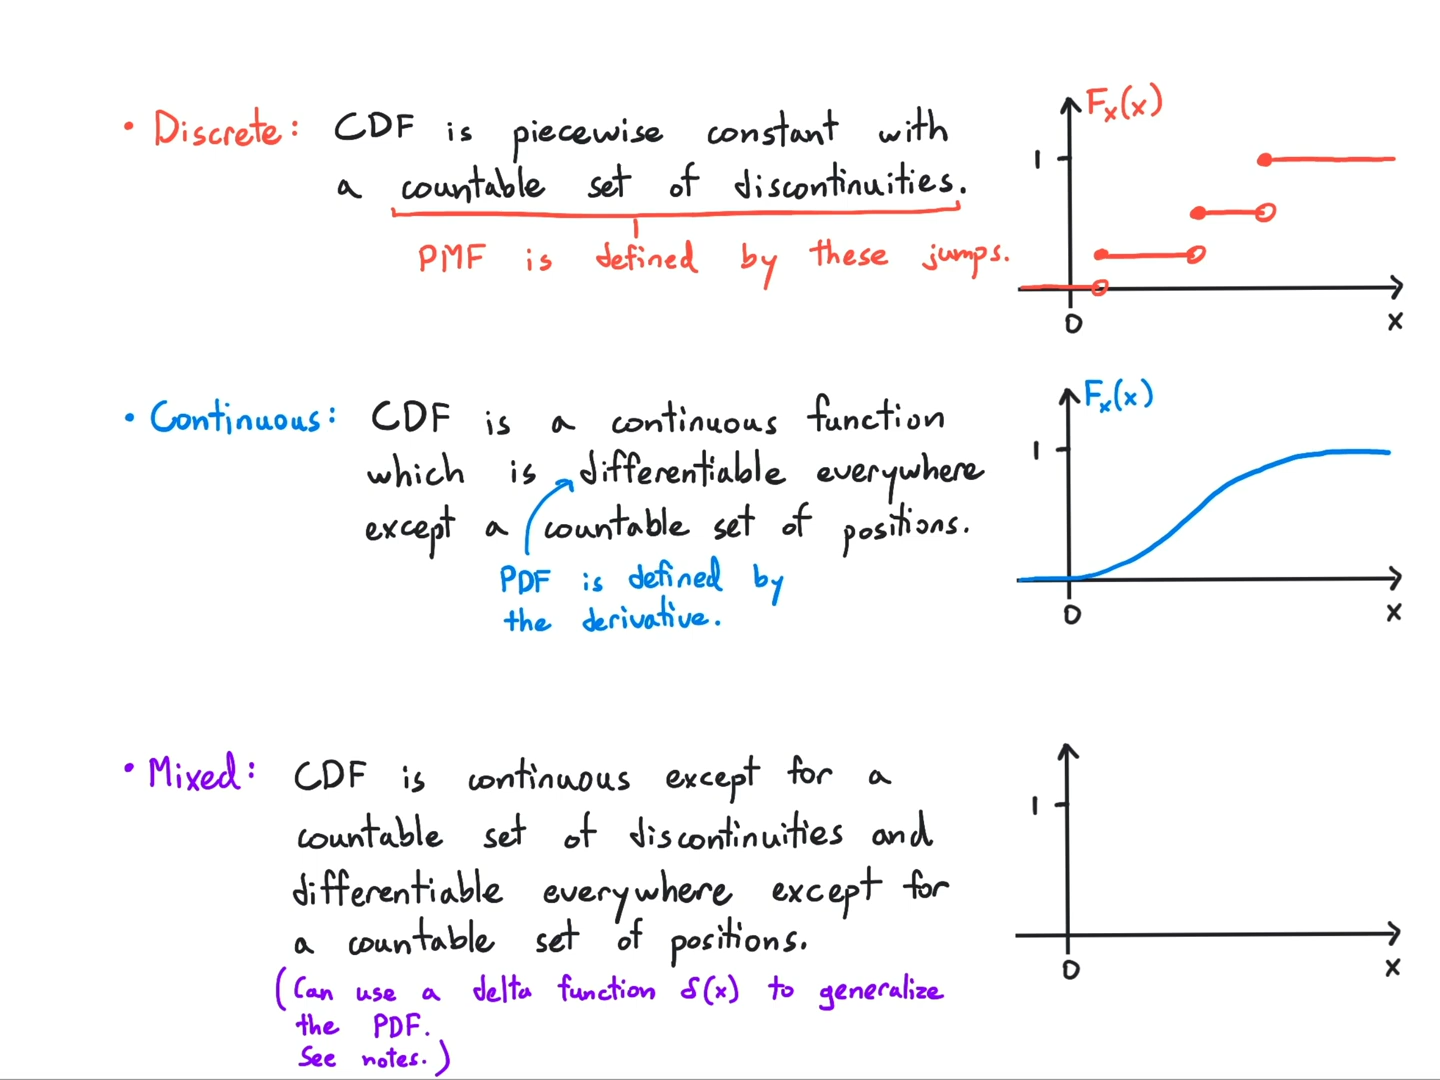 • Discrete: CDF is piecewise constant with
a countable set of discontinuities.
PMF is defined by these jumps.
Fx(x)
1
0
x
• Continuous: CDF is a continuous function
which is differentiable everywhere
except a countable set of positions.
PDF is defined by
the derivative.
Fx(x)
1
0
x
• Mixed: CDF is continuous except for a
countable set of discontinuities and
differentiable everywhere except for
a countable set of positions.
(Can use a delta function δ(x) to generalize
the PDF.
See notes.)
1
0
x